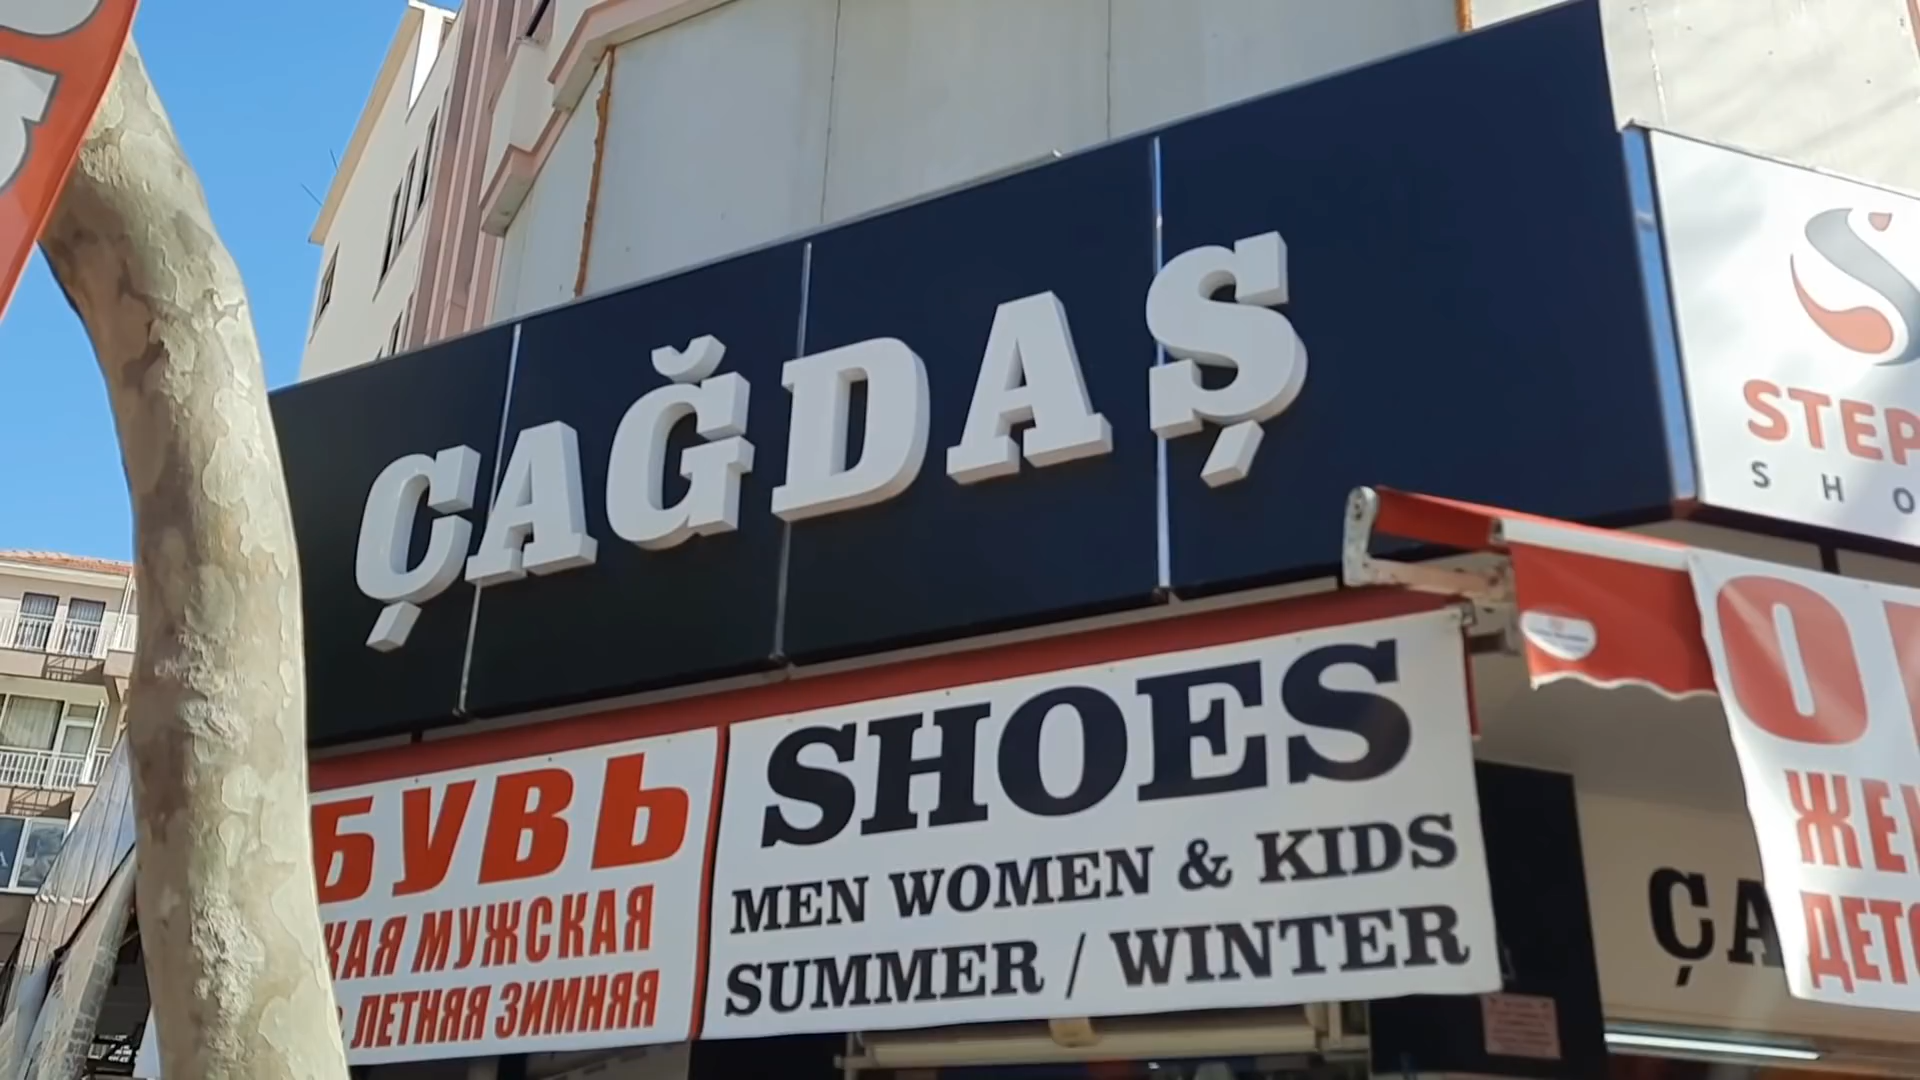 ÇAĞDAŞ
STEP
SHO
БУВЬ
КАЯ МУЖСКАЯ
ЛЕТНЯЯ ЗИМНЯЯ
SHOES
MEN WOMEN & KIDS
SUMMER / WINTER
О
ЖЕ
ДЕТ
ÇA